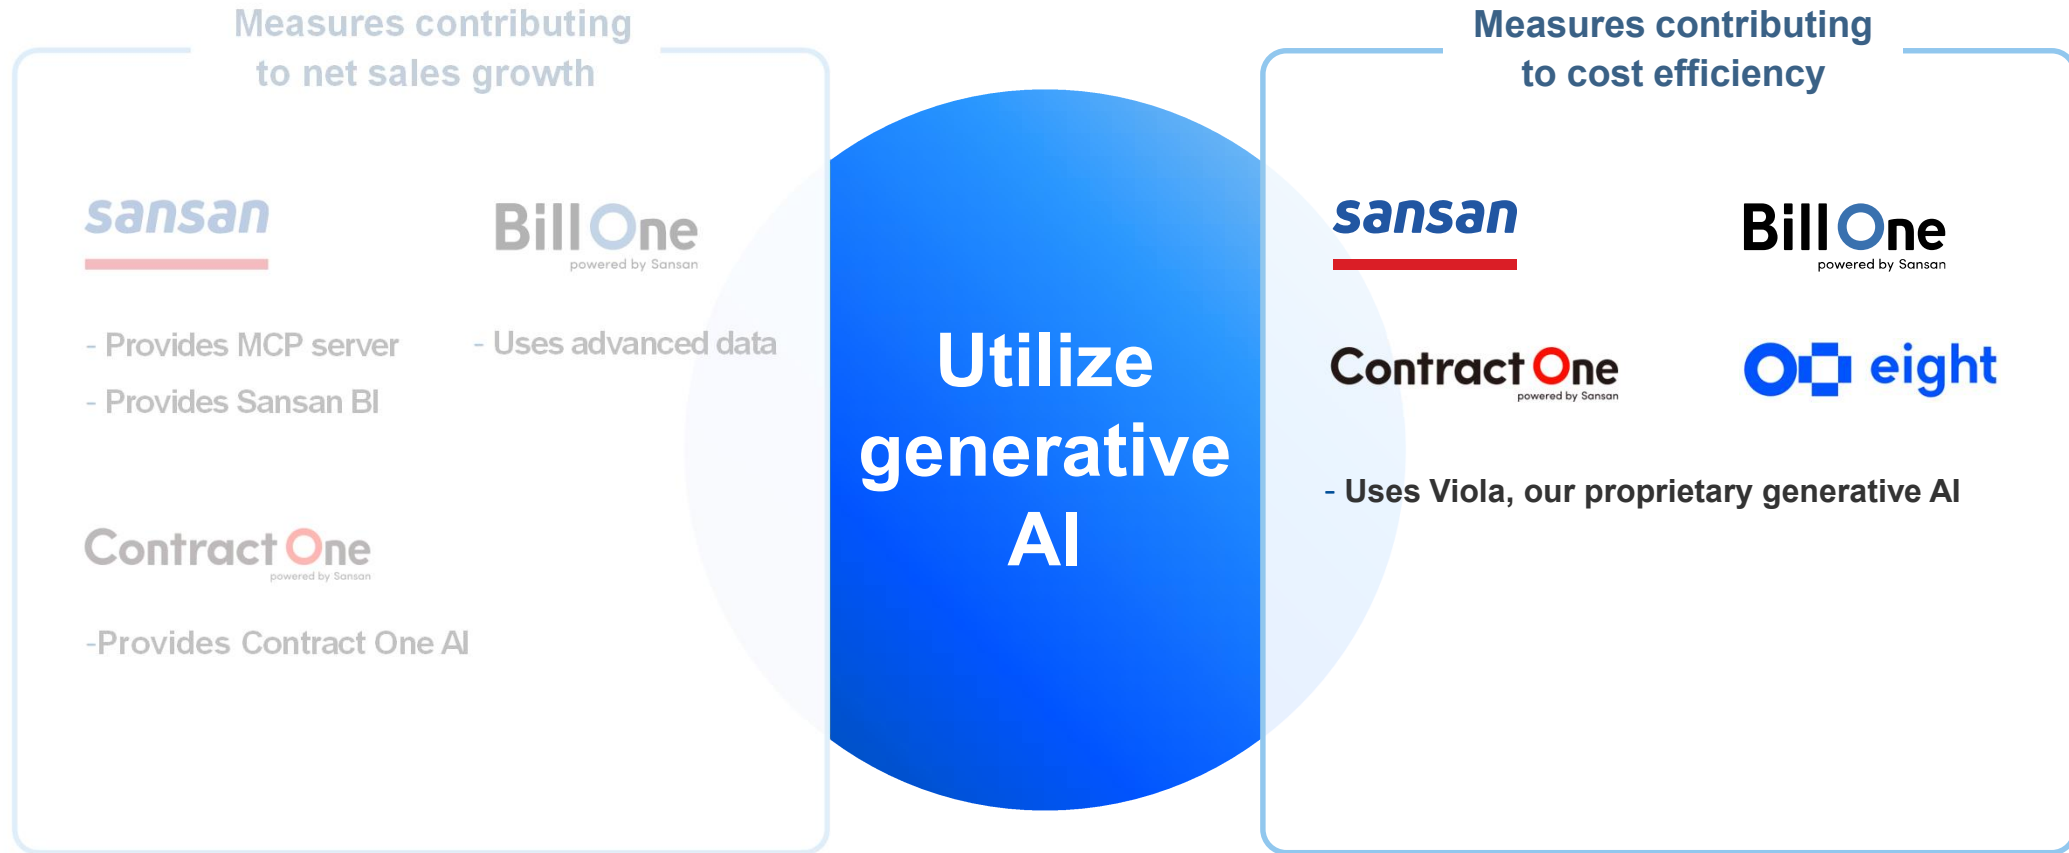 Measures contributing
to net sales growth
sansan
Bill One
powered by Sansan
- Provides MCP server
- Provides Sansan BI
- Uses advanced data
Contract One
powered by Sansan
-Provides Contract One AI
Utilize
generative
AI
Measures contributing
to cost efficiency
sansan
Bill One
powered by Sansan
Contract One
powered by Sansan
eight
- Uses Viola, our proprietary generative AI